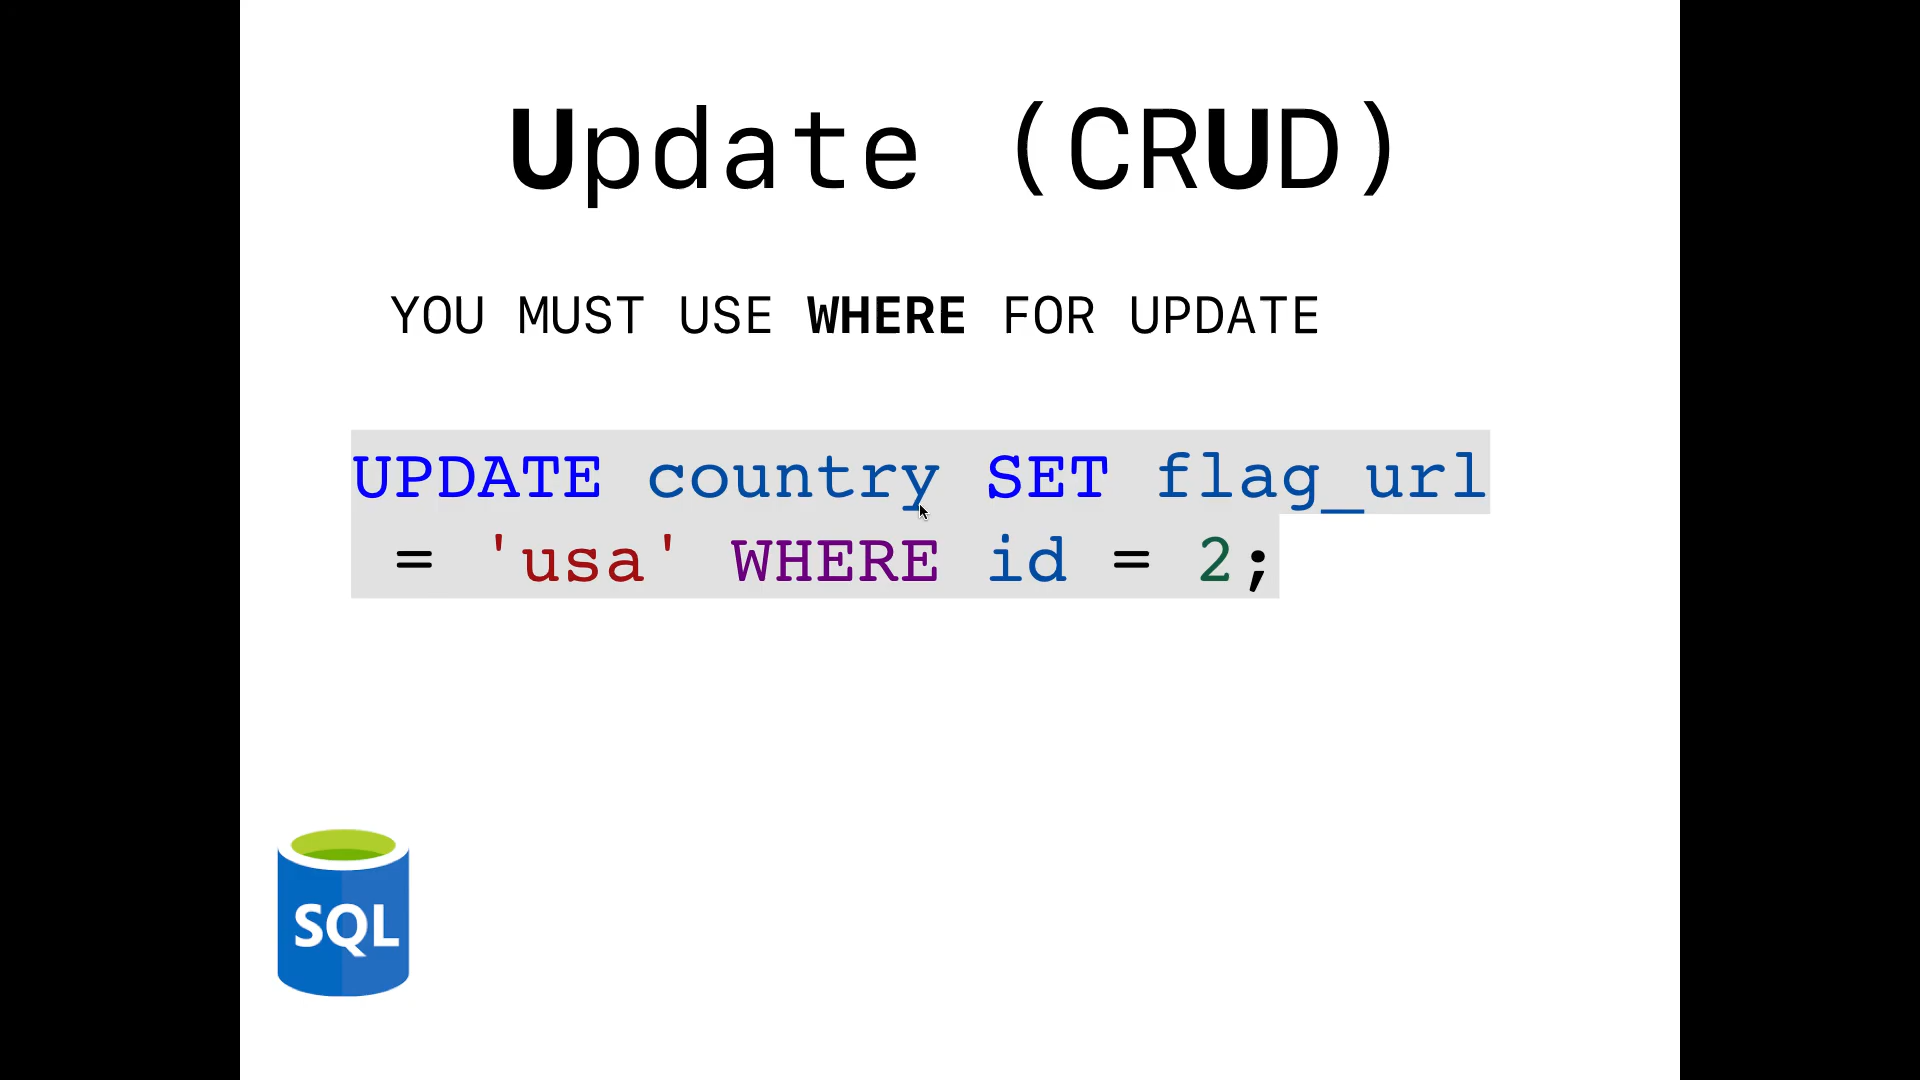 Update (CRUD)
YOU MUST USE WHERE FOR UPDATE
UPDATE country SET flag_url
= 'usa' WHERE id = 2;
SQL